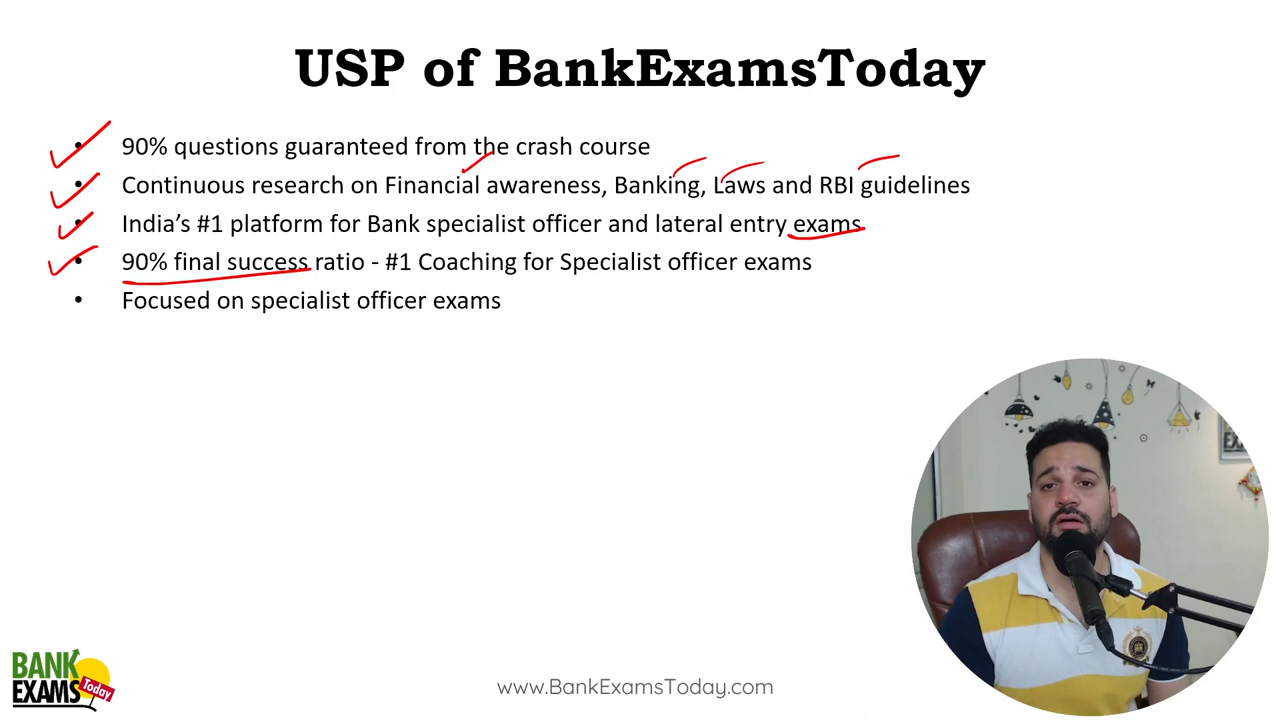 USP of BankExamsToday
• 90% questions guaranteed from the crash course
• Continuous research on Financial awareness, Banking, Laws and RBI guidelines
• India's #1 platform for Bank specialist officer and lateral entry exams
• 90% final success ratio - #1 Coaching for Specialist officer exams
• Focused on specialist officer exams
BANK
EXAMS
Today
www.BankExamsToday.com